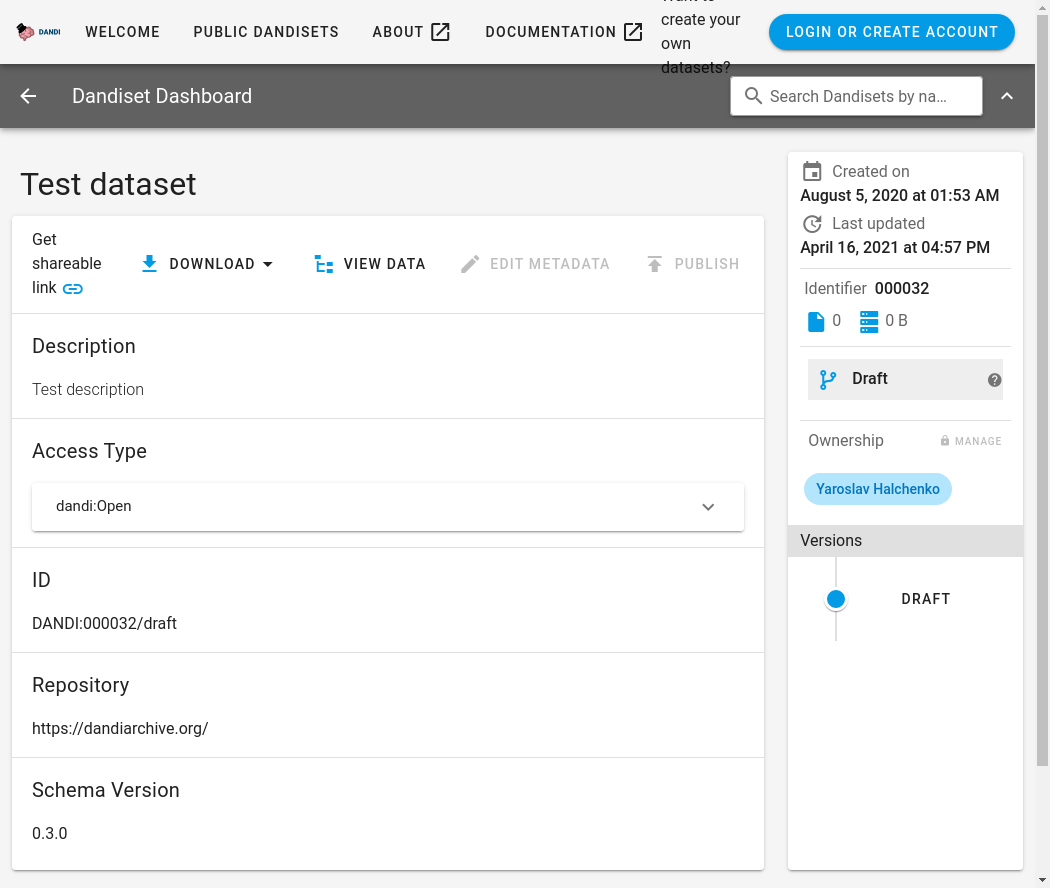 DANDI
WELCOME
PUBLIC DANDISETS
ABOUT
DOCUMENTATION
create your
own
datasets?
LOGIN OR CREATE ACCOUNT
Dandiset Dashboard
Search Dandisets by na...
Test dataset
Get
shareable
link
DOWNLOAD
VIEW DATA
EDIT METADATA
PUBLISH
Description
Test description
Access Type
dandi:Open
ID
DANDI:000032/draft
Repository
https://dandiarchive.org/
Schema Version
0.3.0
Created on
August 5, 2020 at 01:53 AM
Last updated
April 16, 2021 at 04:57 PM
Identifier 000032
0
0 B
Draft
?
Ownership
MANAGE
Yaroslav Halchenko
Versions
DRAFT